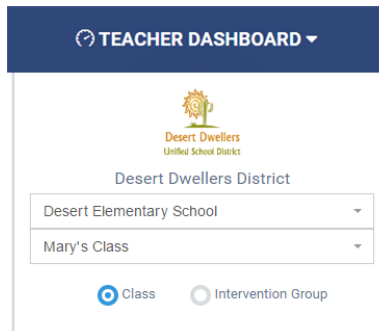 TEACHER DASHBOARD
Desert Dwellers
Unified School District
Desert Dwellers District
Desert Elementary School
Mary's Class
Class Intervention Group